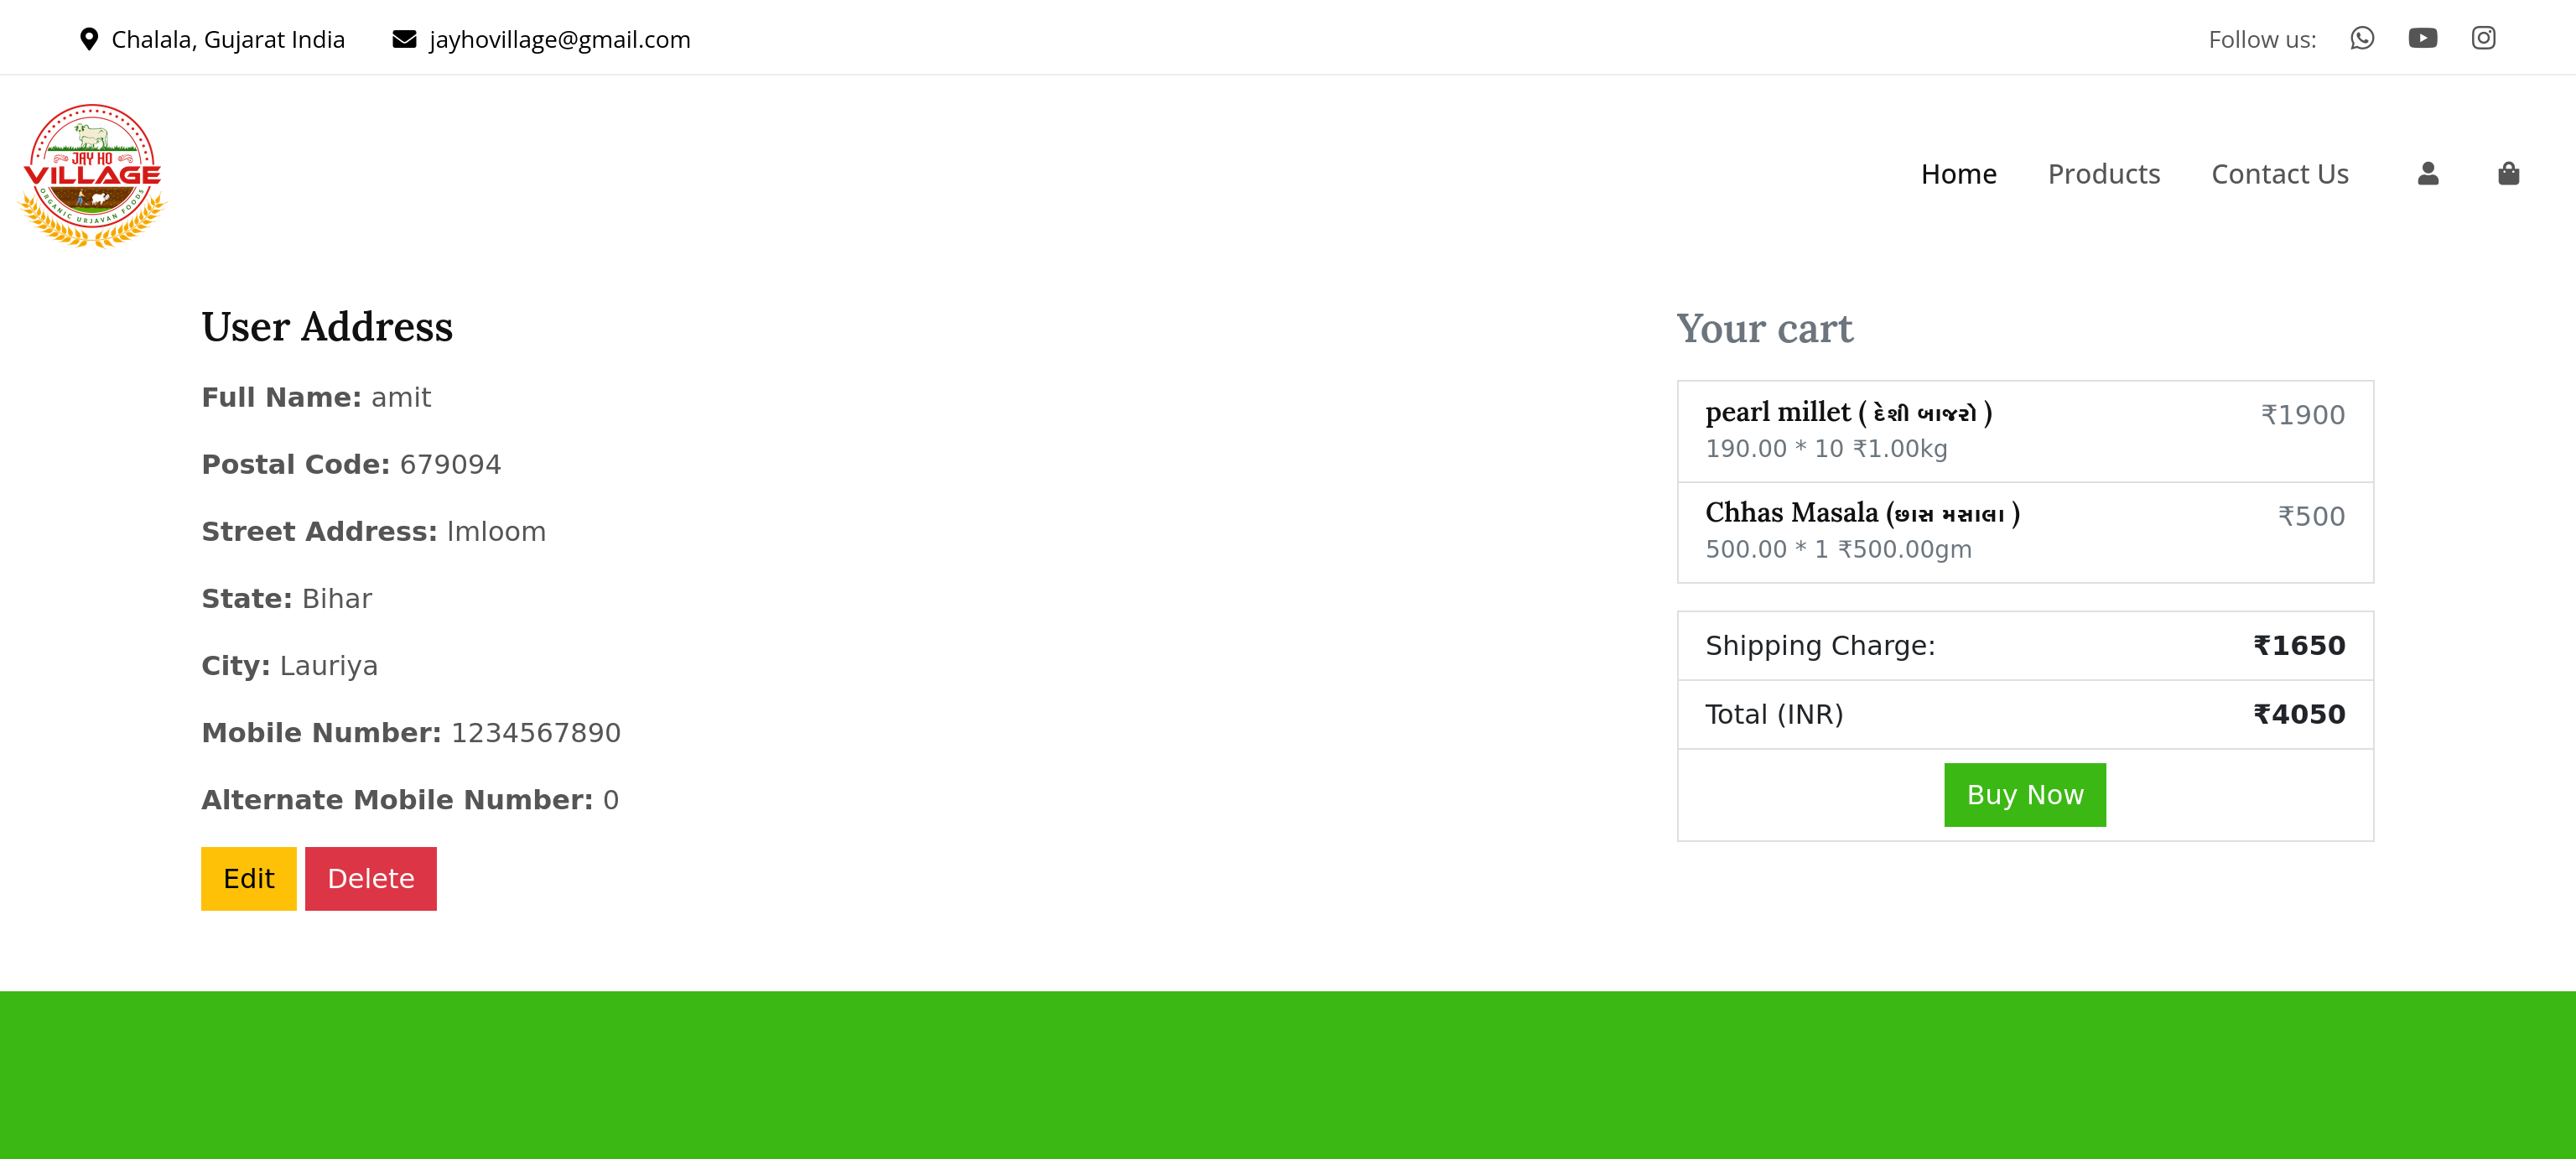 Chalala, Gujarat India jayhovillage@gmail.com Follow us:
JAY HO
VILLAGE
ORGANIC URJAVAN FOODS
Home Products Contact Us
User Address
Full Name: amit
Postal Code: 679094
Street Address: lmloom
State: Bihar
City: Lauriya
Mobile Number: 1234567890
Alternate Mobile Number: 0
Edit Delete
Your cart
pearl millet ( દેશી બાજરો ) ₹1900
190.00 * 10 ₹1.00kg
Chhas Masala (છાસ મસાલા ) ₹500
500.00 * 1 ₹500.00gm
Shipping Charge: ₹1650
Total (INR) ₹4050
Buy Now